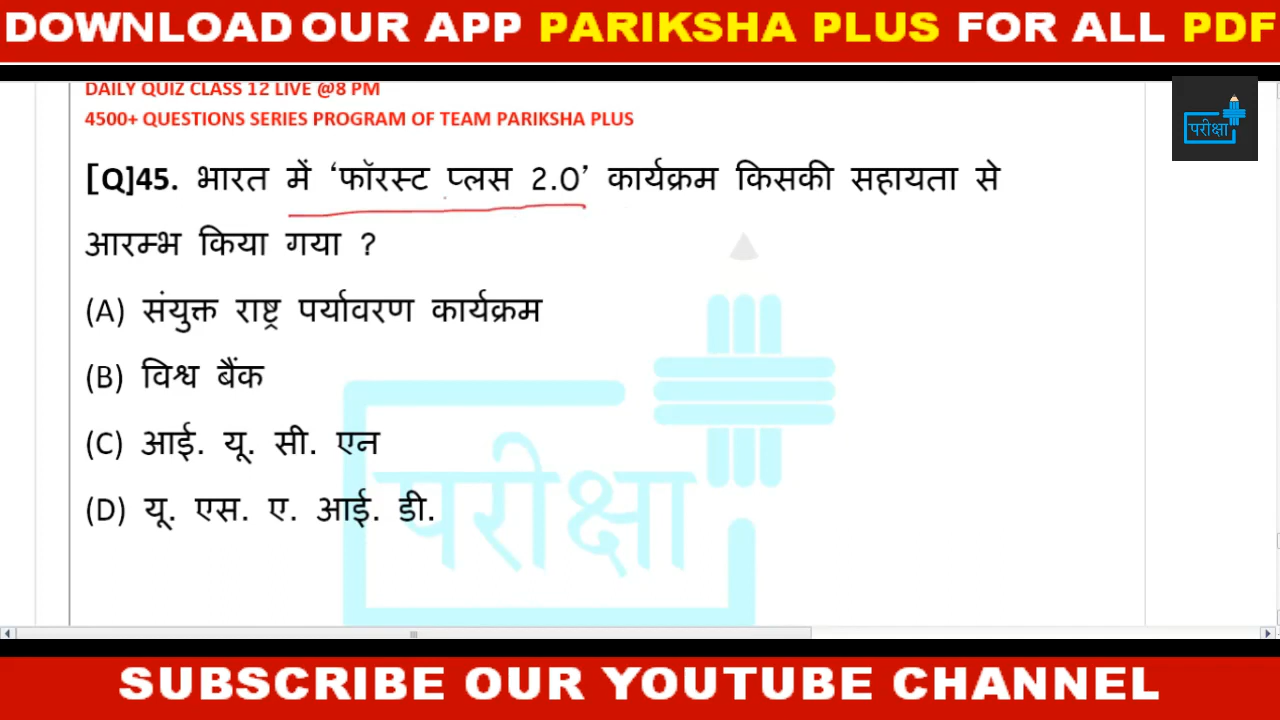 DOWNLOAD OUR APP PARIKSHA PLUS FOR ALL PDF
DAILY QUIZ CLASS 12 LIVE @8 PM
4500+ QUESTIONS SERIES PROGRAM OF TEAM PARIKSHA PLUS
परीक्षा
[Q]45. भारत में ‘फॉरस्ट प्लस 2.0’ कार्यक्रम किसकी सहायता से
आरम्भ किया गया ?
(A) संयुक्त राष्ट्र पर्यावरण कार्यक्रम
(B) विश्व बैंक
(C) आई. यू. सी. एन
(D) यू. एस. ए. आई. डी.
परीक्षा
SUBSCRIBE OUR YOUTUBE CHANNEL